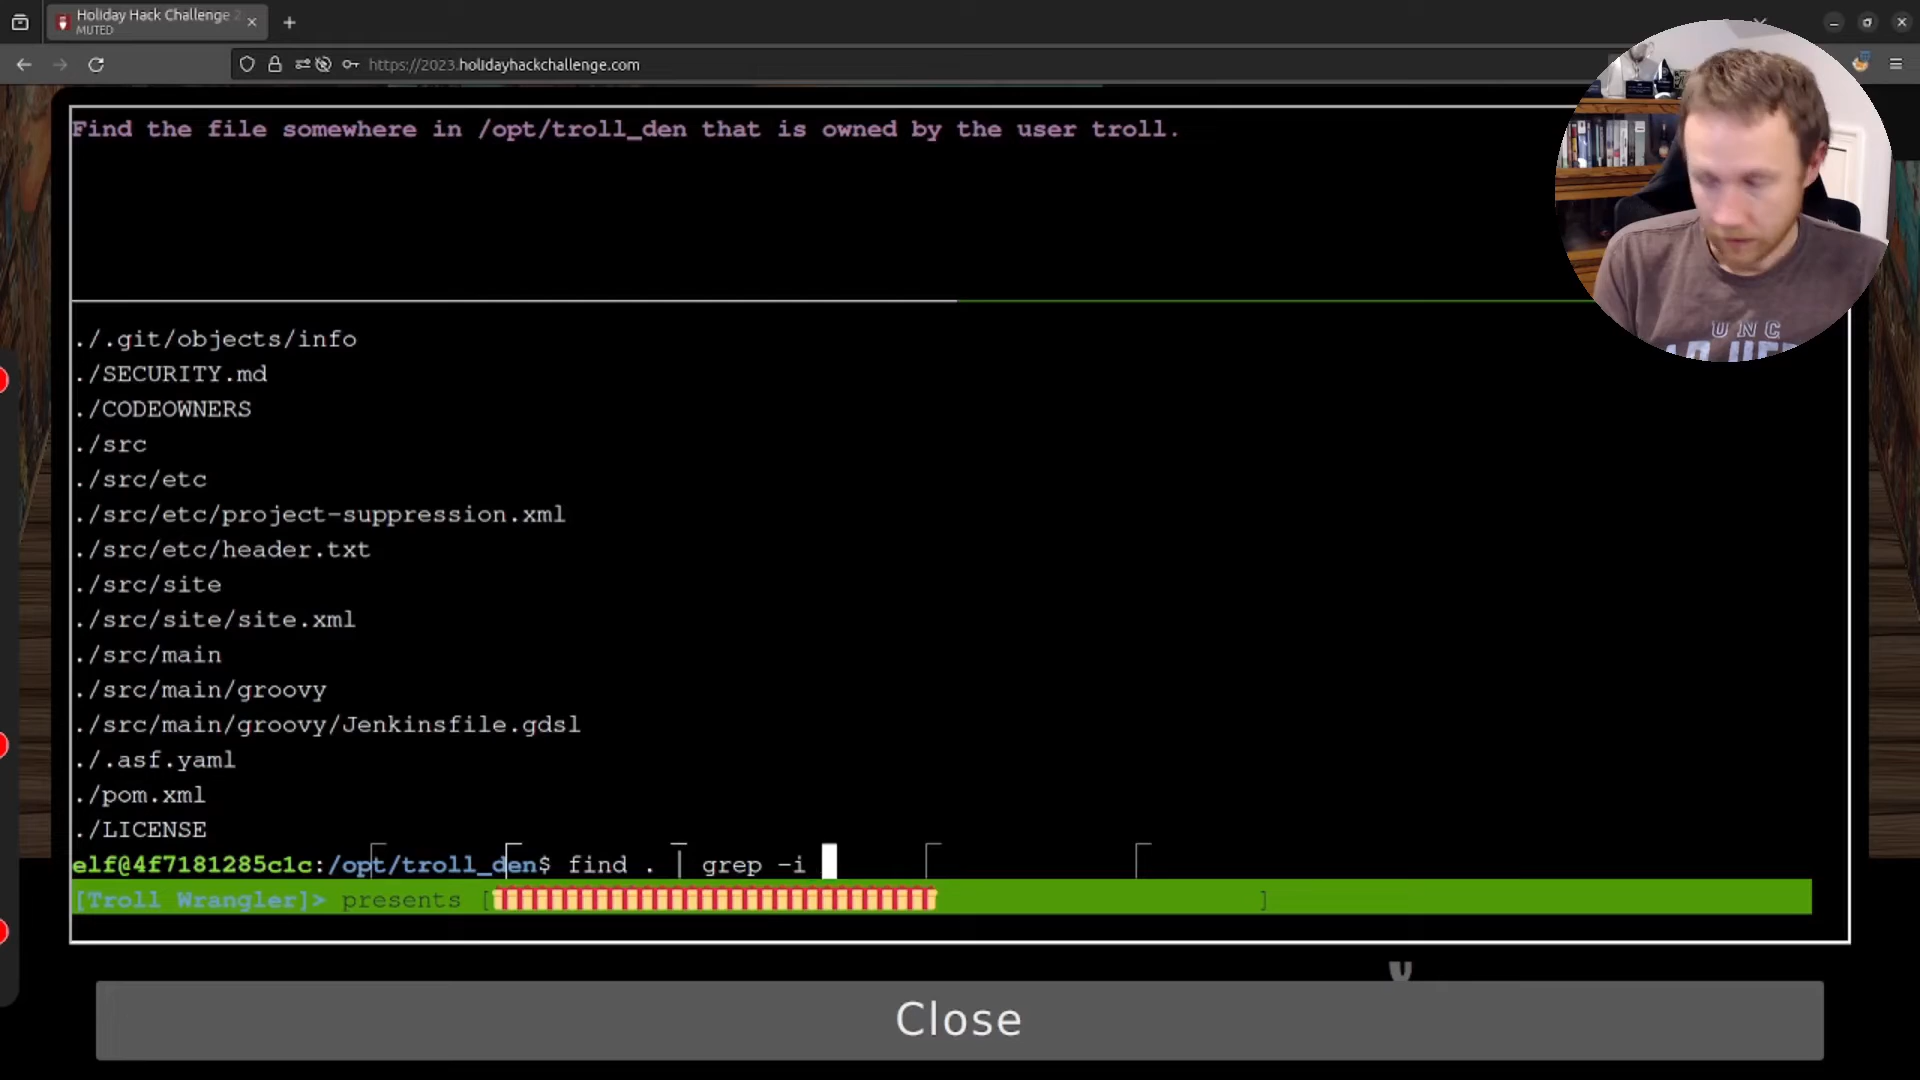 Holiday Hack Challenge 2
MUTED
https://2023.holidayhackchallenge.com
Find the file somewhere in /opt/troll_den that is owned by the user troll.
UNC
./.git/objects/info
./SECURITY.md
./CODEOWNERS
./src
./src/etc
./src/etc/project-suppression.xml
./src/etc/header.txt
./src/site
./src/site/site.xml
./src/main
./src/main/groovy
./src/main/groovy/Jenkinsfile.gdsl
./.asf.yaml
./pom.xml
./LICENSE
elf@4f7181285c1c:/opt/troll_den$ find . | grep -i
[Troll Wrangler]> presents [ ]
Close